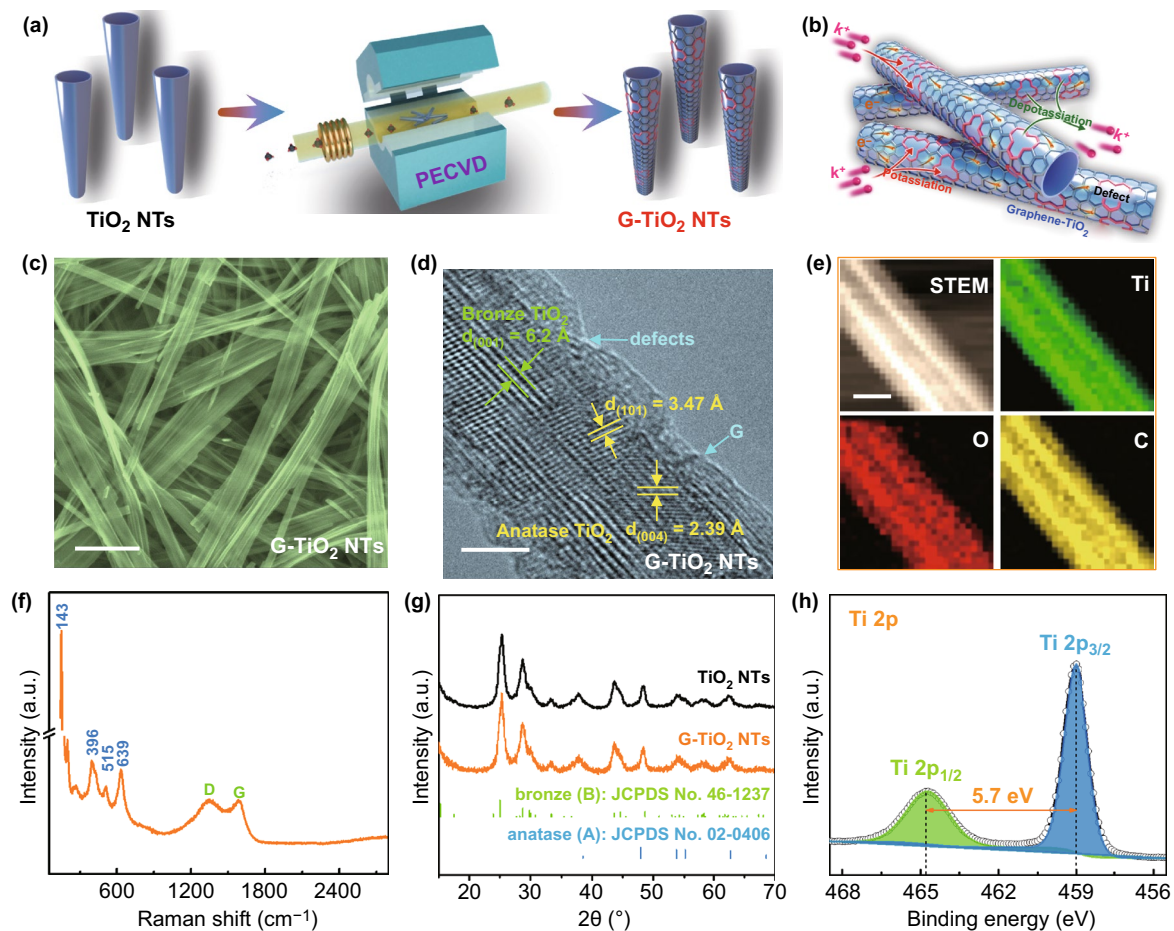 (a)
TiO₂ NTs
PECVD
G-TiO₂ NTs
(b)
k⁺
e⁻
Depotassiation
k⁺
e⁻
k⁺
Potassiation
Defect
Graphene-TiO₂
(c)
G-TiO₂ NTs
(d)
Bronze TiO₂
d₍₀₀₁₎ = 6.2 Å
defects
d₍₁₀₁₎ = 3.47 Å
G
Anatase TiO₂
d₍₀₀₄₎ = 2.39 Å
G-TiO₂ NTs
(e)
STEM
Ti
O
C
(f)
143
396
515
639
D
G
Intensity (a.u.)
600 1200 1800 2400
Raman shift (cm⁻¹)
(g)
TiO₂ NTs
G-TiO₂ NTs
bronze (B): JCPDS No. 46-1237
anatase (A): JCPDS No. 02-0406
Intensity (a.u.)
20 30 40 50 60 70
2θ (°)
(h)
Ti 2p
Ti 2p₃/₂
Ti 2p₁/₂
5.7 eV
Intensity (a.u.)
468 465 462 459 456
Binding energy (eV)